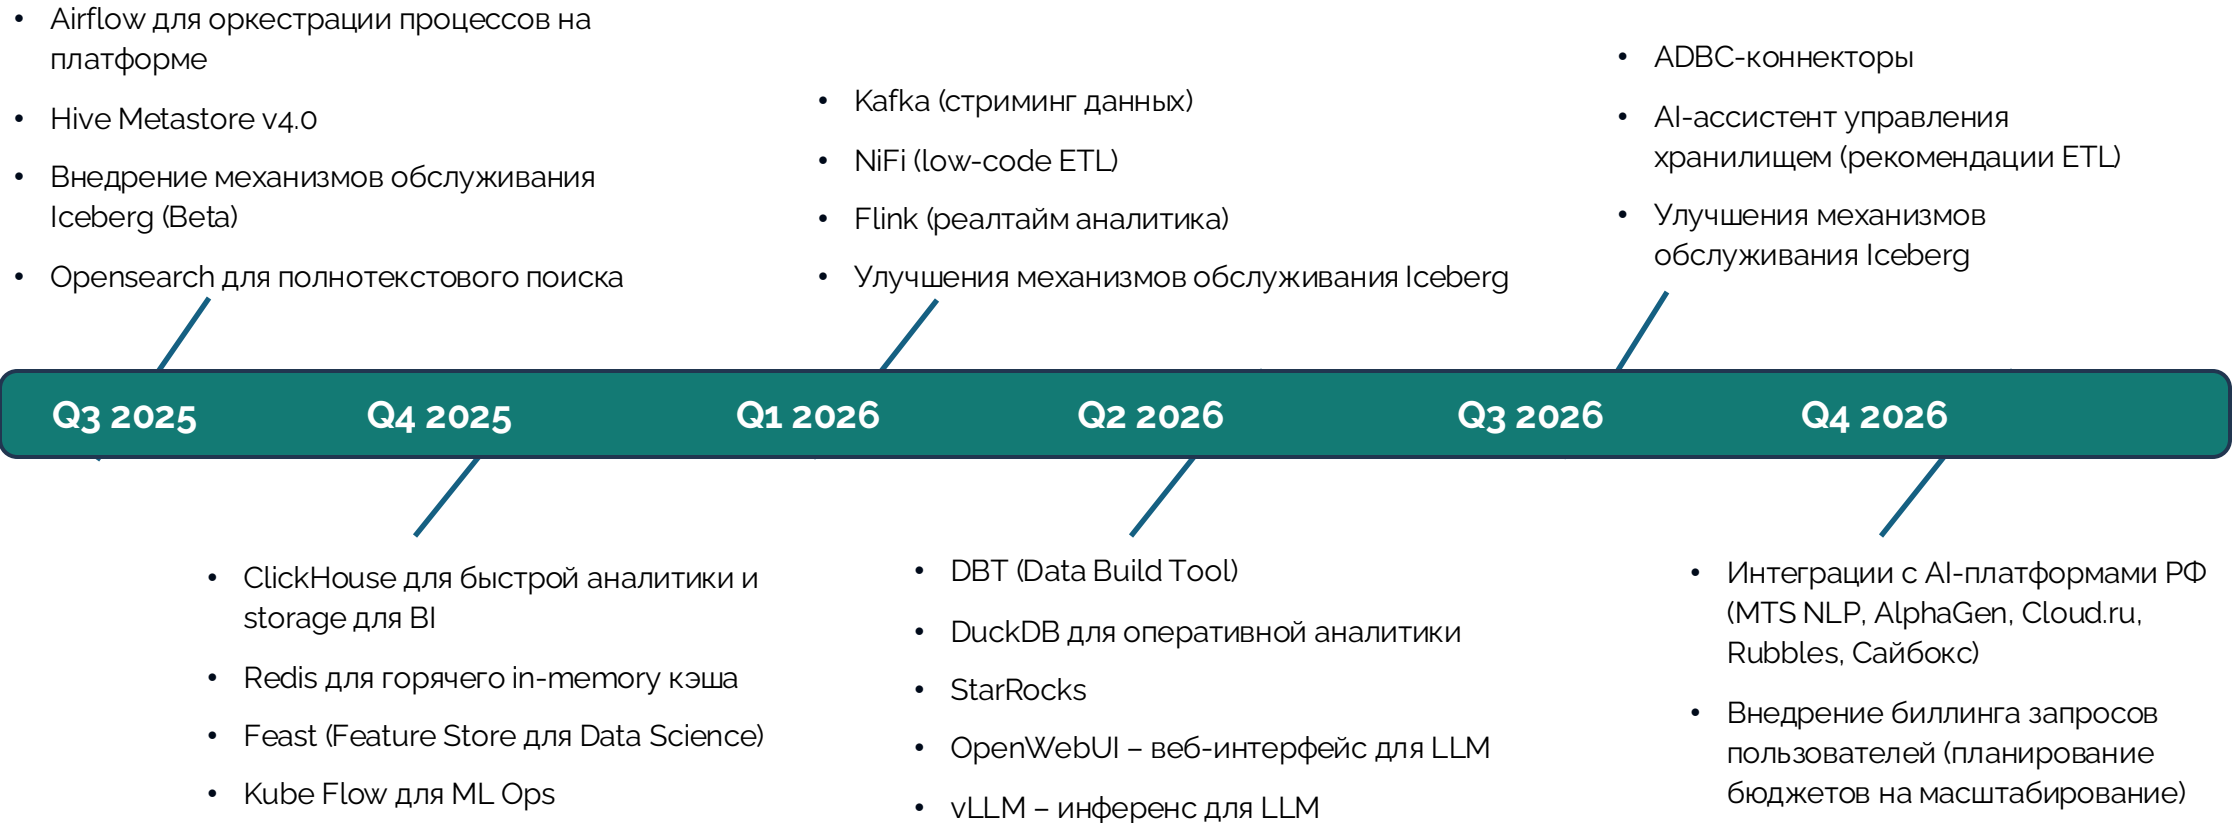 • Airflow для оркестрации процессов на
платформе
• Hive Metastore v4.0
• Внедрение механизмов обслуживания
Iceberg (Beta)
• Opensearch для полнотекстового поиска
• Kafka (стриминг данных)
• NiFi (low-code ETL)
• Flink (реалтайм аналитика)
• Улучшения механизмов обслуживания Iceberg
• ADBC-коннекторы
• AI-ассистент управления
хранилищем (рекомендации ETL)
• Улучшения механизмов
обслуживания Iceberg
Q3 2025
Q4 2025
Q1 2026
Q2 2026
Q3 2026
Q4 2026
• ClickHouse для быстрой аналитики и
storage для BI
• Redis для горячего in-memory кэша
• Feast (Feature Store для Data Science)
• Kube Flow для ML Ops
• DBT (Data Build Tool)
• DuckDB для оперативной аналитики
• StarRocks
• OpenWebUI – веб-интерфейс для LLM
• vLLM – инференс для LLM
• Интеграции с AI-платформами РФ
(MTS NLP, AlphaGen, Cloud.ru,
Rubbles, Сайбокс)
• Внедрение биллинга запросов
пользователей (планирование
бюджетов на масштабирование)